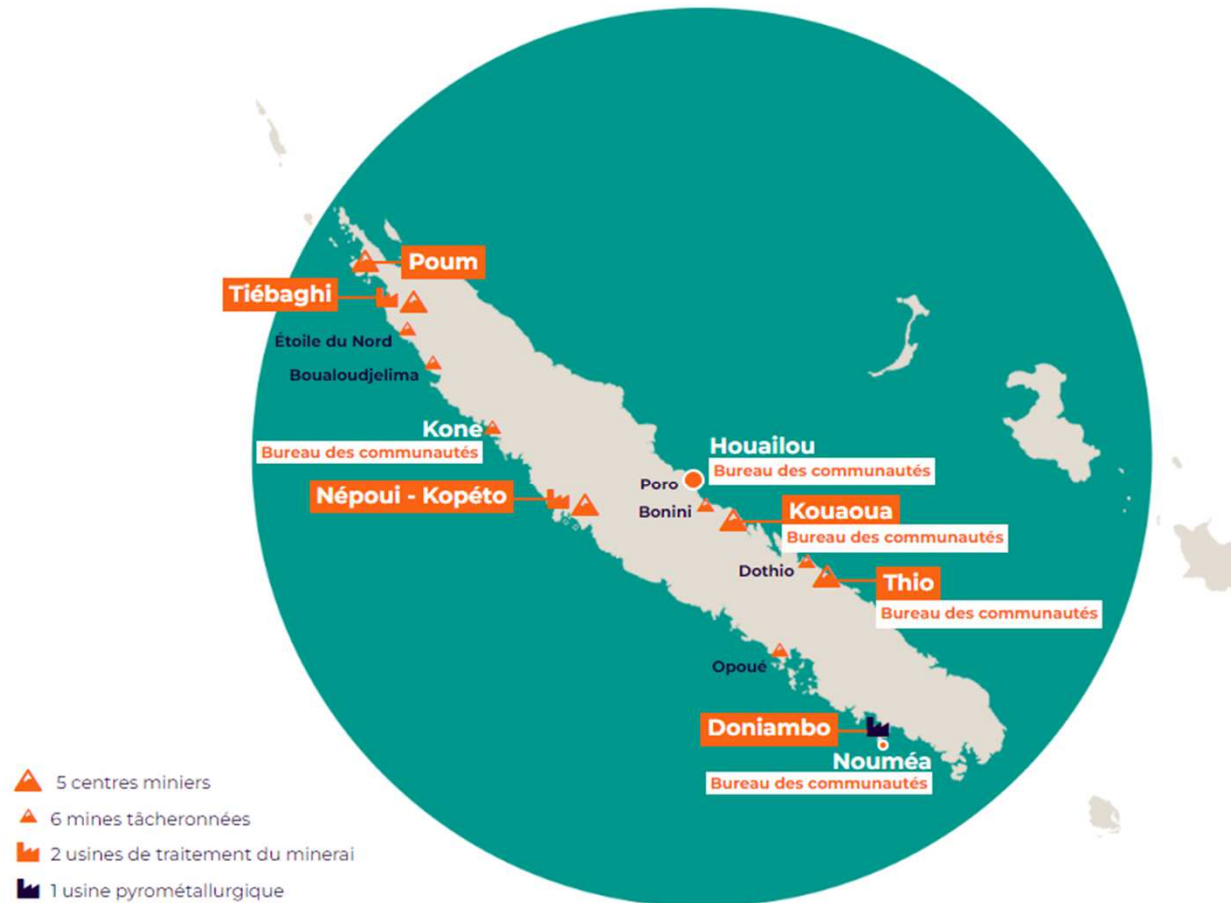 Poum
Tiébaghi
Étoile du Nord
Boualoudjelima
Koné
Bureau des communautés
Houaïlou
Bureau des communautés
Népoui - Kopéto
Poro
Bonini
Kouaoua
Bureau des communautés
Dothio
Thio
Bureau des communautés
Opoué
Doniambo
Nouméa
Bureau des communautés
5 centres miniers
6 mines tâcheronnées
2 usines de traitement du minerai
1 usine pyrométallurgique